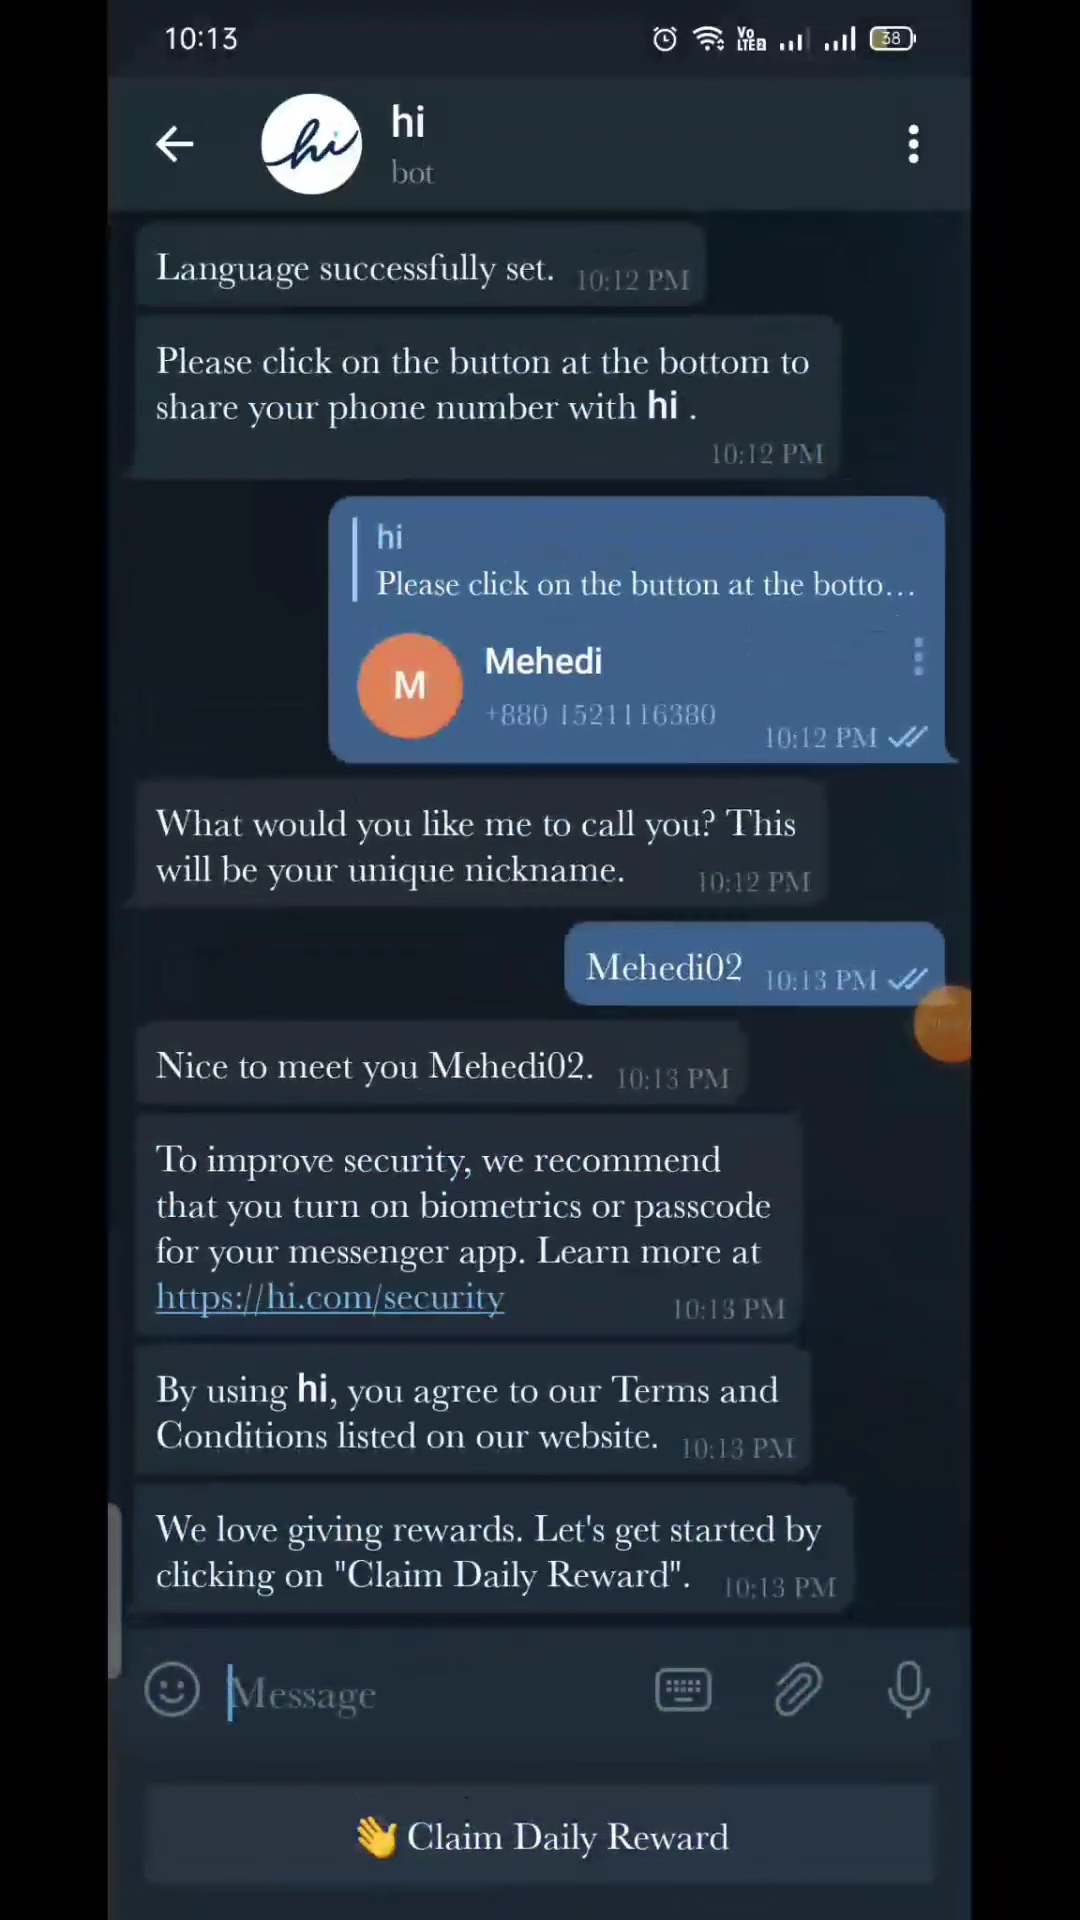 10:13
Vo
LTE2
38
hi
hi
bot
Language successfully set. 10:12 PM
Please click on the button at the bottom to
share your phone number with hi .
10:12 PM
hi
Please click on the button at the botto...
M
Mehedi
+880 1521116380
10:12 PM
What would you like me to call you? This
will be your unique nickname. 10:12 PM
Mehedi02 10:13 PM
Nice to meet you Mehedi02. 10:13 PM
To improve security, we recommend
that you turn on biometrics or passcode
for your messenger app. Learn more at
https://hi.com/security 10:13 PM
By using hi, you agree to our Terms and
Conditions listed on our website. 10:13 PM
We love giving rewards. Let's get started by
clicking on "Claim Daily Reward". 10:13 PM
Message
👋 Claim Daily Reward